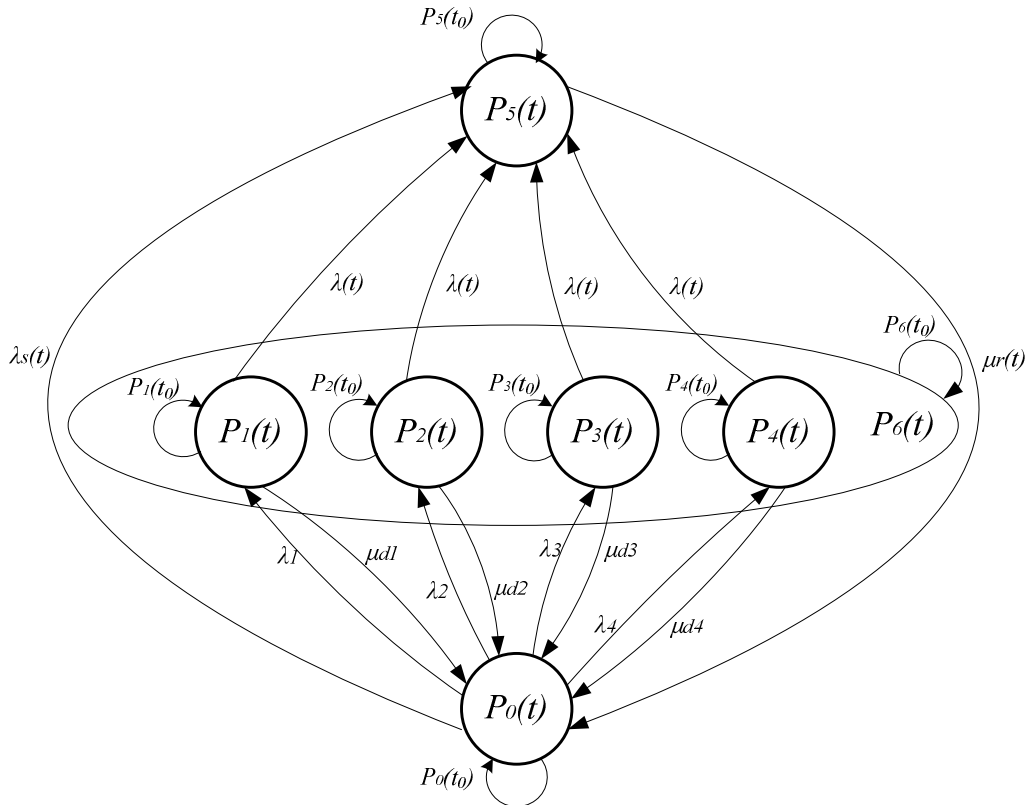 P5(t0)
P5(t)
λ(t)
λ(t)
λ(t)
λ(t)
λs(t)
μr(t)
P6(t0)
P1(t0)
P2(t0)
P3(t0)
P4(t0)
P1(t)
P2(t)
P3(t)
P4(t)
P6(t)
λ1
μd1
λ2
μd2
λ3
μd3
λ4
μd4
P0(t)
P0(t0)